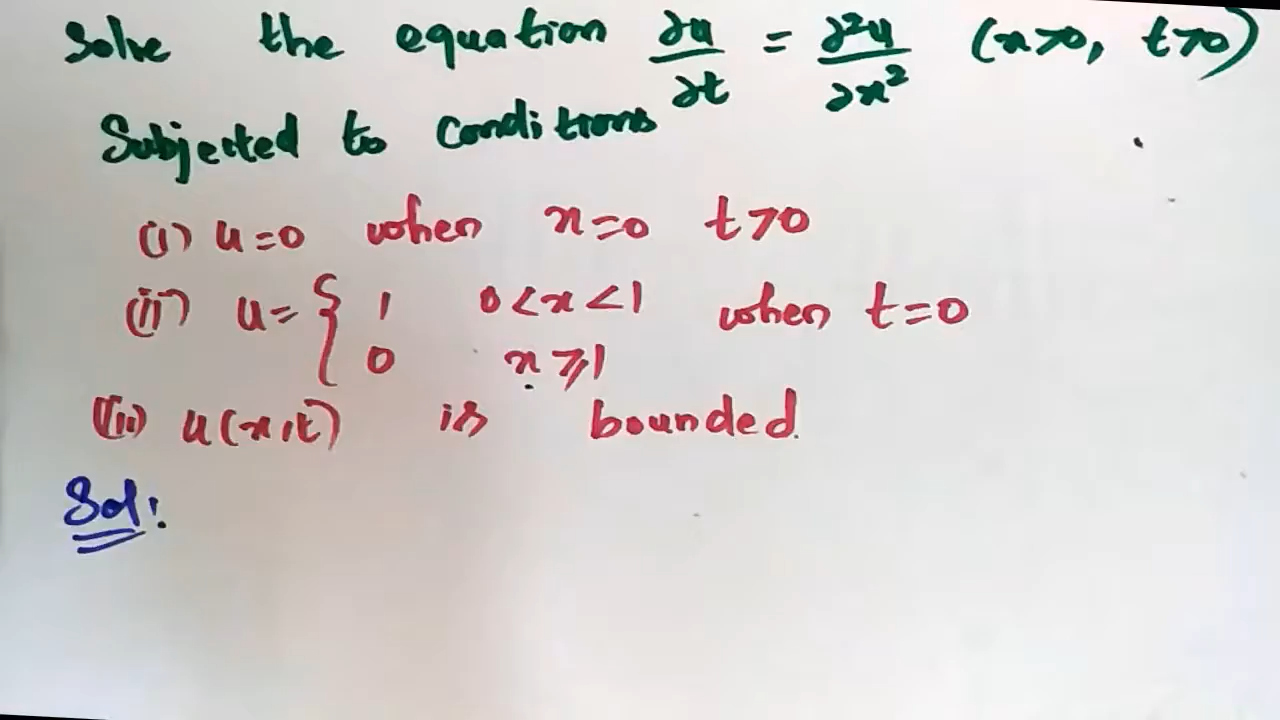 Solve the equation ∂u/∂t = ∂²u/∂x² (x>0, t>0)
Subjected to conditions
(i) u=0 when x=0 t>0
(ii) u= { 1 0<x<1 when t=0
0 x≥1
(iii) u(x,t) is bounded.
Sol: